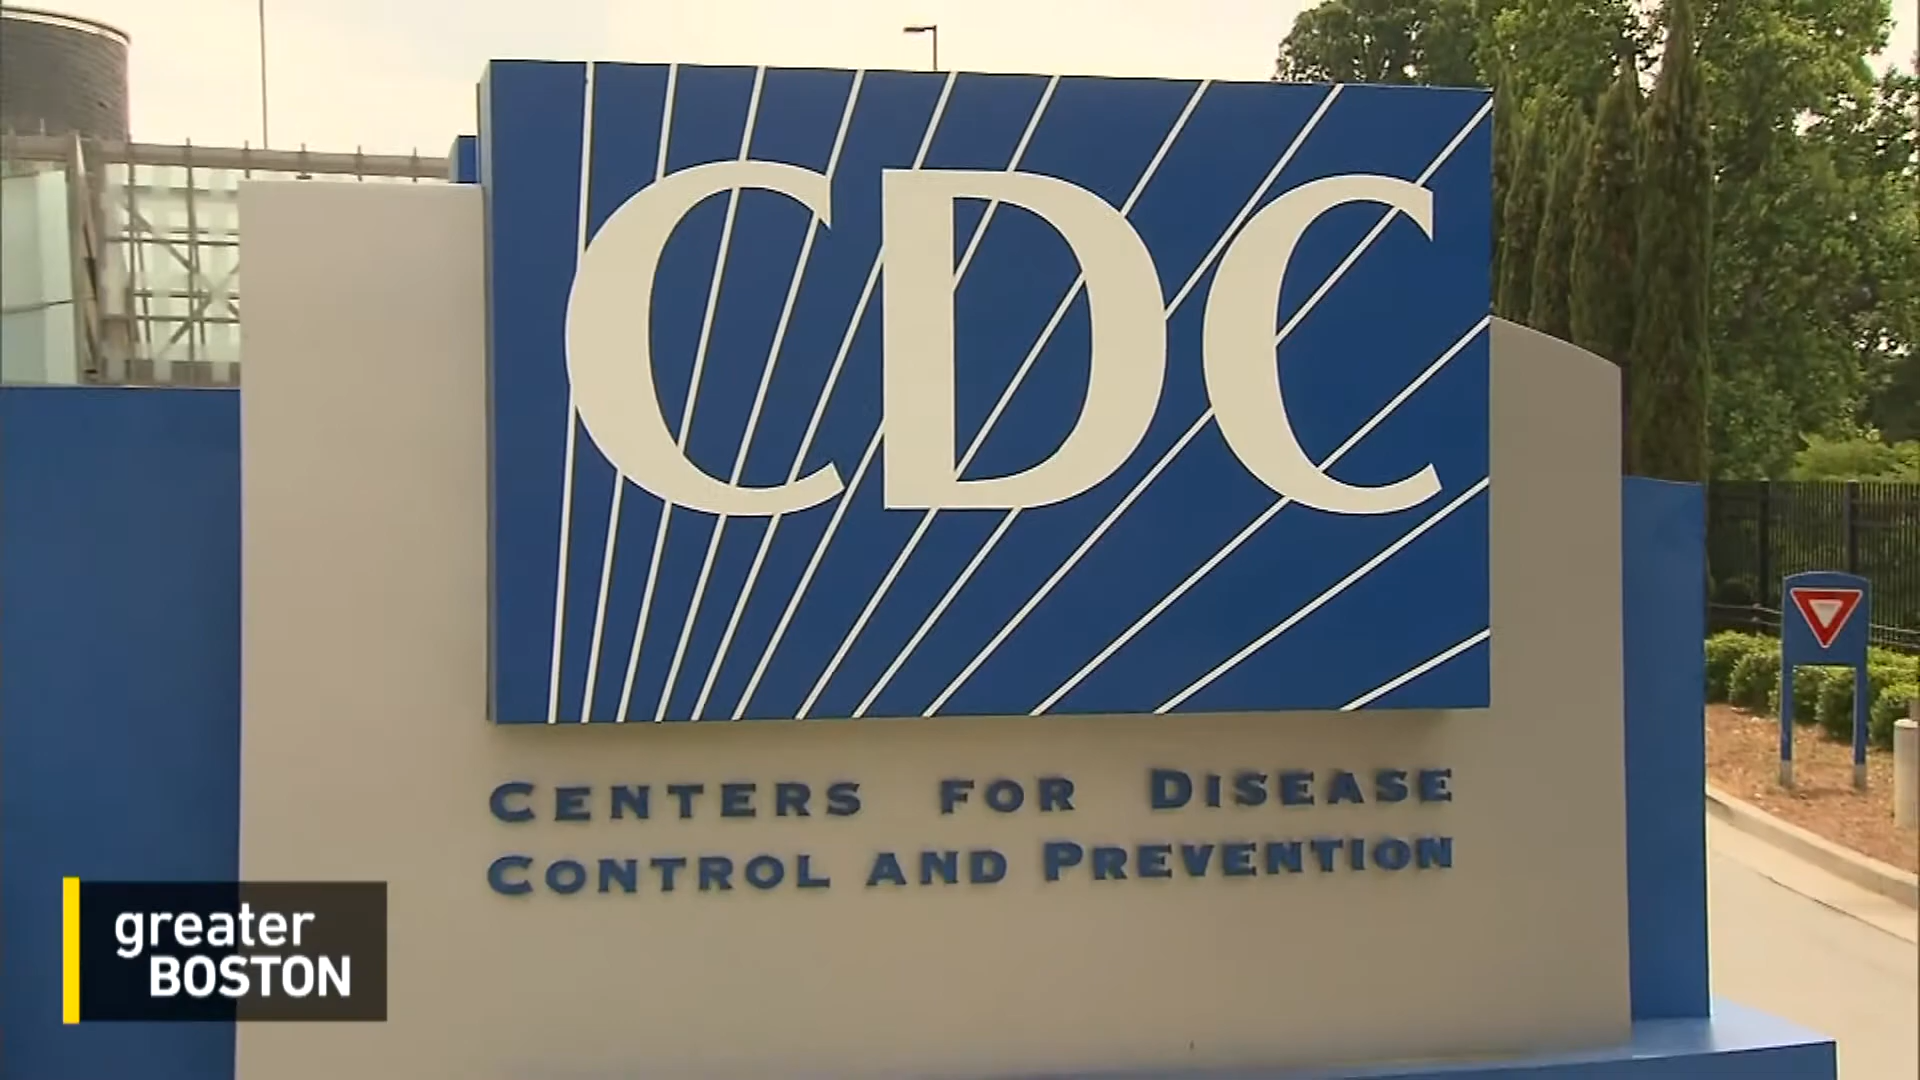 CDC
CENTERS FOR DISEASE
CONTROL AND PREVENTION
greater
BOSTON